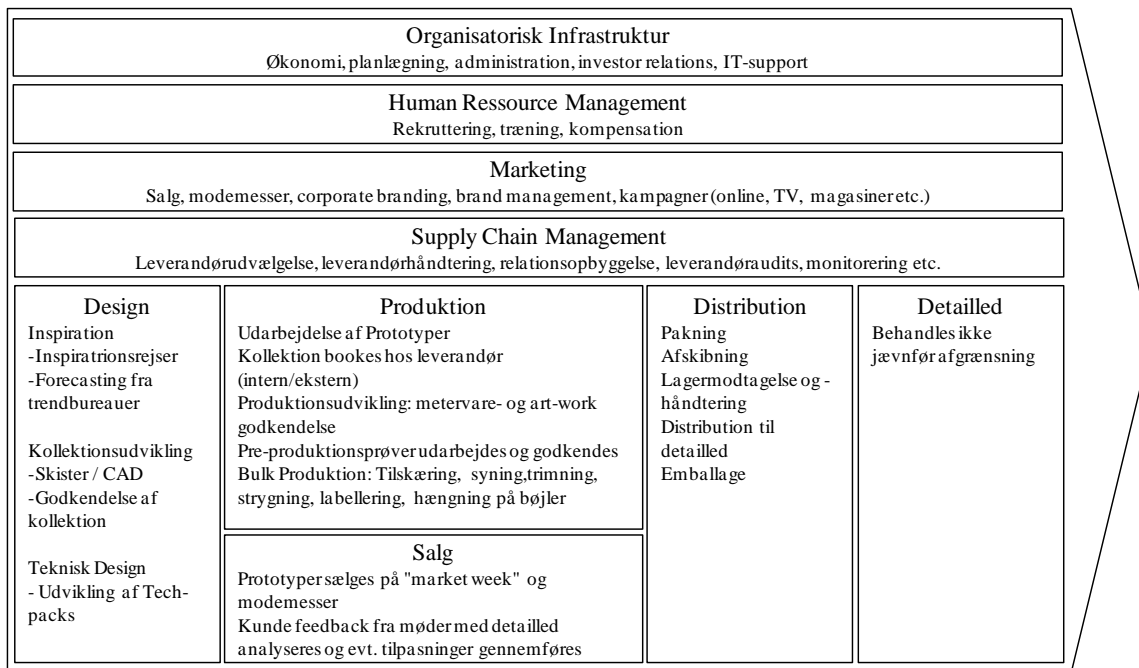 Organisatorisk Infrastruktur
Økonomi, planlægning, administration, investor relations, IT-support
Human Ressource Management
Rekruttering, træning, kompensation
Marketing
Salg, modemesser, corporate branding, brand management, kampagner (online, TV, magasiner etc.)
Supply Chain Management
Leverandørudvælgelse, leverandørhåndtering, relationsopbyggelse, leverandøraudits, monitorering etc.
Design
Inspiration
-Inspiratrionsrejser
-Forecasting fra
trendbureauer
Kollektionsudvikling
-Skister / CAD
-Godkendelse af
kollektion
Teknisk Design
- Udvikling af Tech-
packs
Produktion
Udarbejdelse af Prototyper
Kollektion bookes hos leverandør
(intern/ekstern)
Produktionsudvikling: metervare- og art-work
godkendelse
Pre-produktionsprøver udarbejdes og godkendes
Bulk Produktion: Tilskæring, syning,trimning,
strygning, labellering, hængning på bøjler
Salg
Prototyper sælges på "market week" og
modemesser
Kunde feedback fra møder med detailled
analyseres og evt. tilpasninger gennemføres
Distribution
Pakning
Afskibning
Lagermodtagelse og -
håndtering
Distribution til
detailled
Emballage
Detailled
Behandles ikke
jævnfør afgrænsning